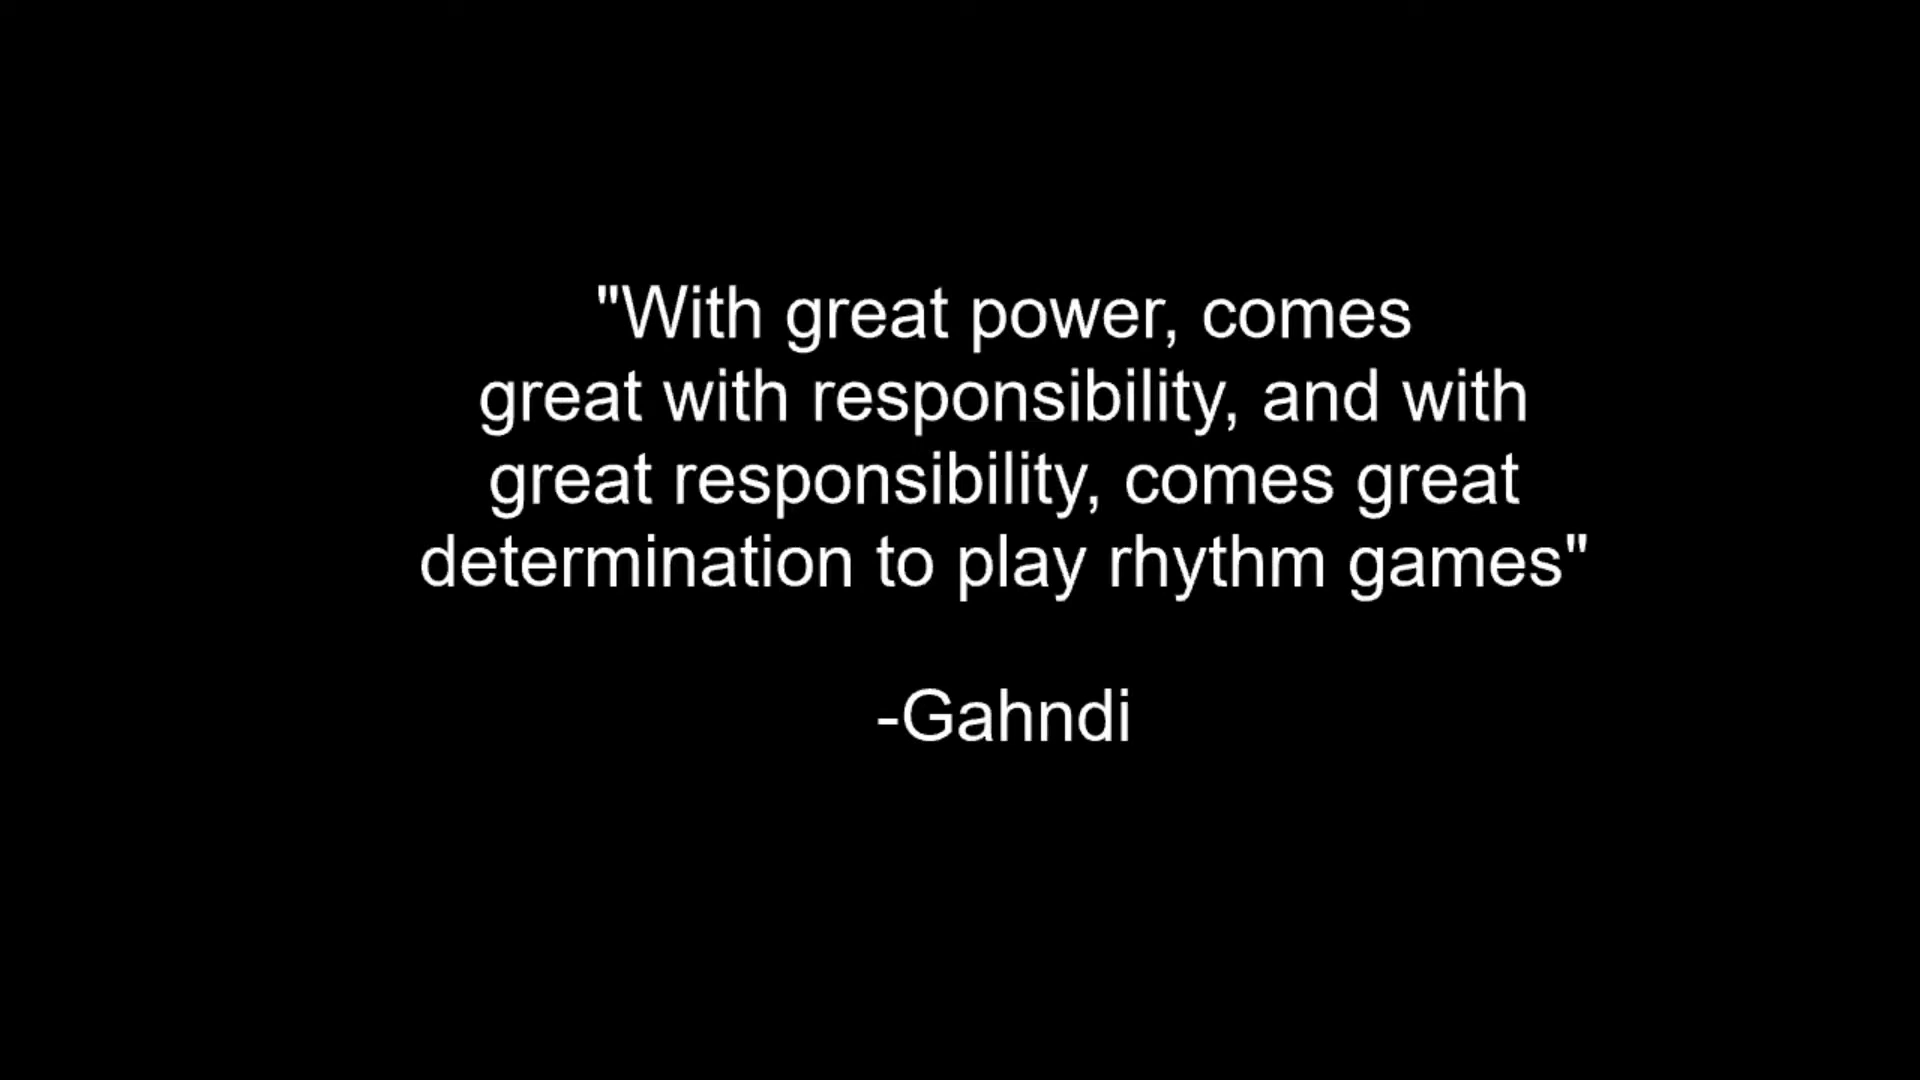 "With great power, comes
great with responsibility, and with
great responsibility, comes great
determination to play rhythm games"
-Gahndi